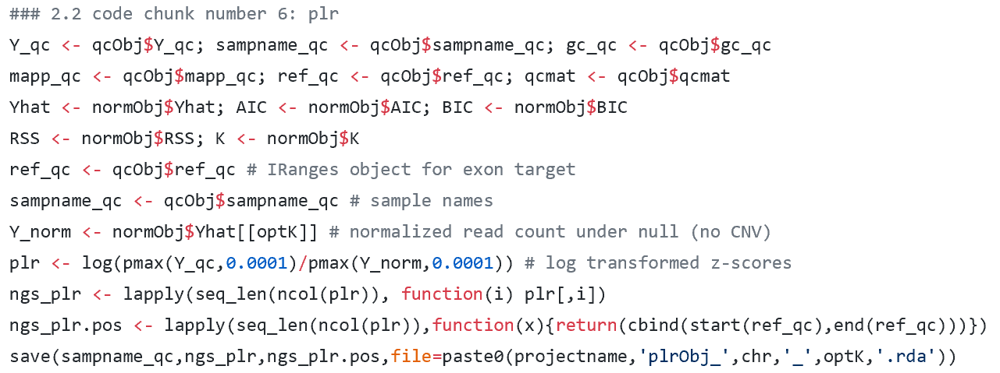 ### 2.2 code chunk number 6: plr
Y_qc <- qcObj$Y_qc; sampname_qc <- qcObj$sampname_qc; gc_qc <- qcObj$gc_qc
mapp_qc <- qcObj$mapp_qc; ref_qc <- qcObj$ref_qc; qcmat <- qcObj$qcmat
Yhat <- normObj$Yhat; AIC <- normObj$AIC; BIC <- normObj$BIC
RSS <- normObj$RSS; K <- normObj$K
ref_qc <- qcObj$ref_qc # IRanges object for exon target
sampname_qc <- qcObj$sampname_qc # sample names
Y_norm <- normObj$Yhat[[optK]] # normalized read count under null (no CNV)
plr <- log(pmax(Y_qc,0.0001)/pmax(Y_norm,0.0001)) # log transformed z-scores
ngs_plr <- lapply(seq_len(ncol(plr)), function(i) plr[,i])
ngs_plr.pos <- lapply(seq_len(ncol(plr)),function(x){return(cbind(start(ref_qc),end(ref_qc)))})
save(sampname_qc,ngs_plr,ngs_plr.pos,file=paste0(projectname,'plrObj_',chr,'_',optK,'.rda'))